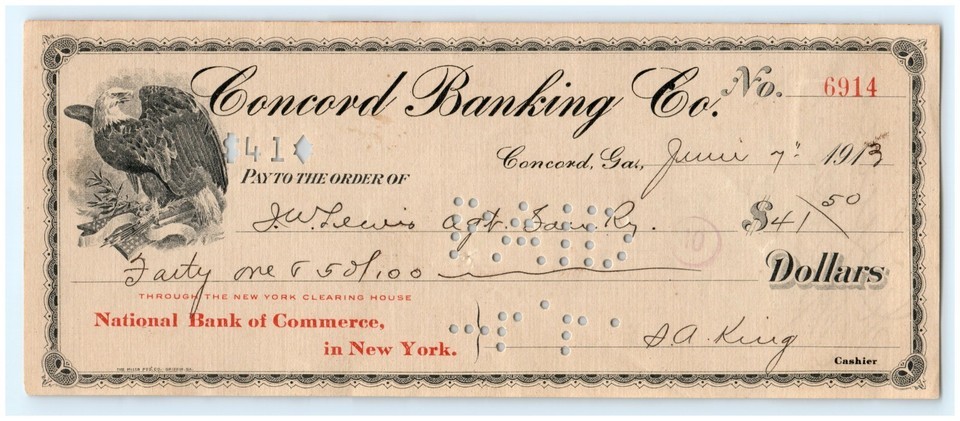 Concord Banking Co. No. 6914
$41
Concord, Ga., June 7" 1913
PAY TO THE ORDER OF
J.W. Lewis agt. Sou. Ry. $41 50
Forty one & 50/100 Dollars
THROUGH THE NEW YORK CLEARING HOUSE
National Bank of Commerce,
in New York.
S.A. King
Cashier